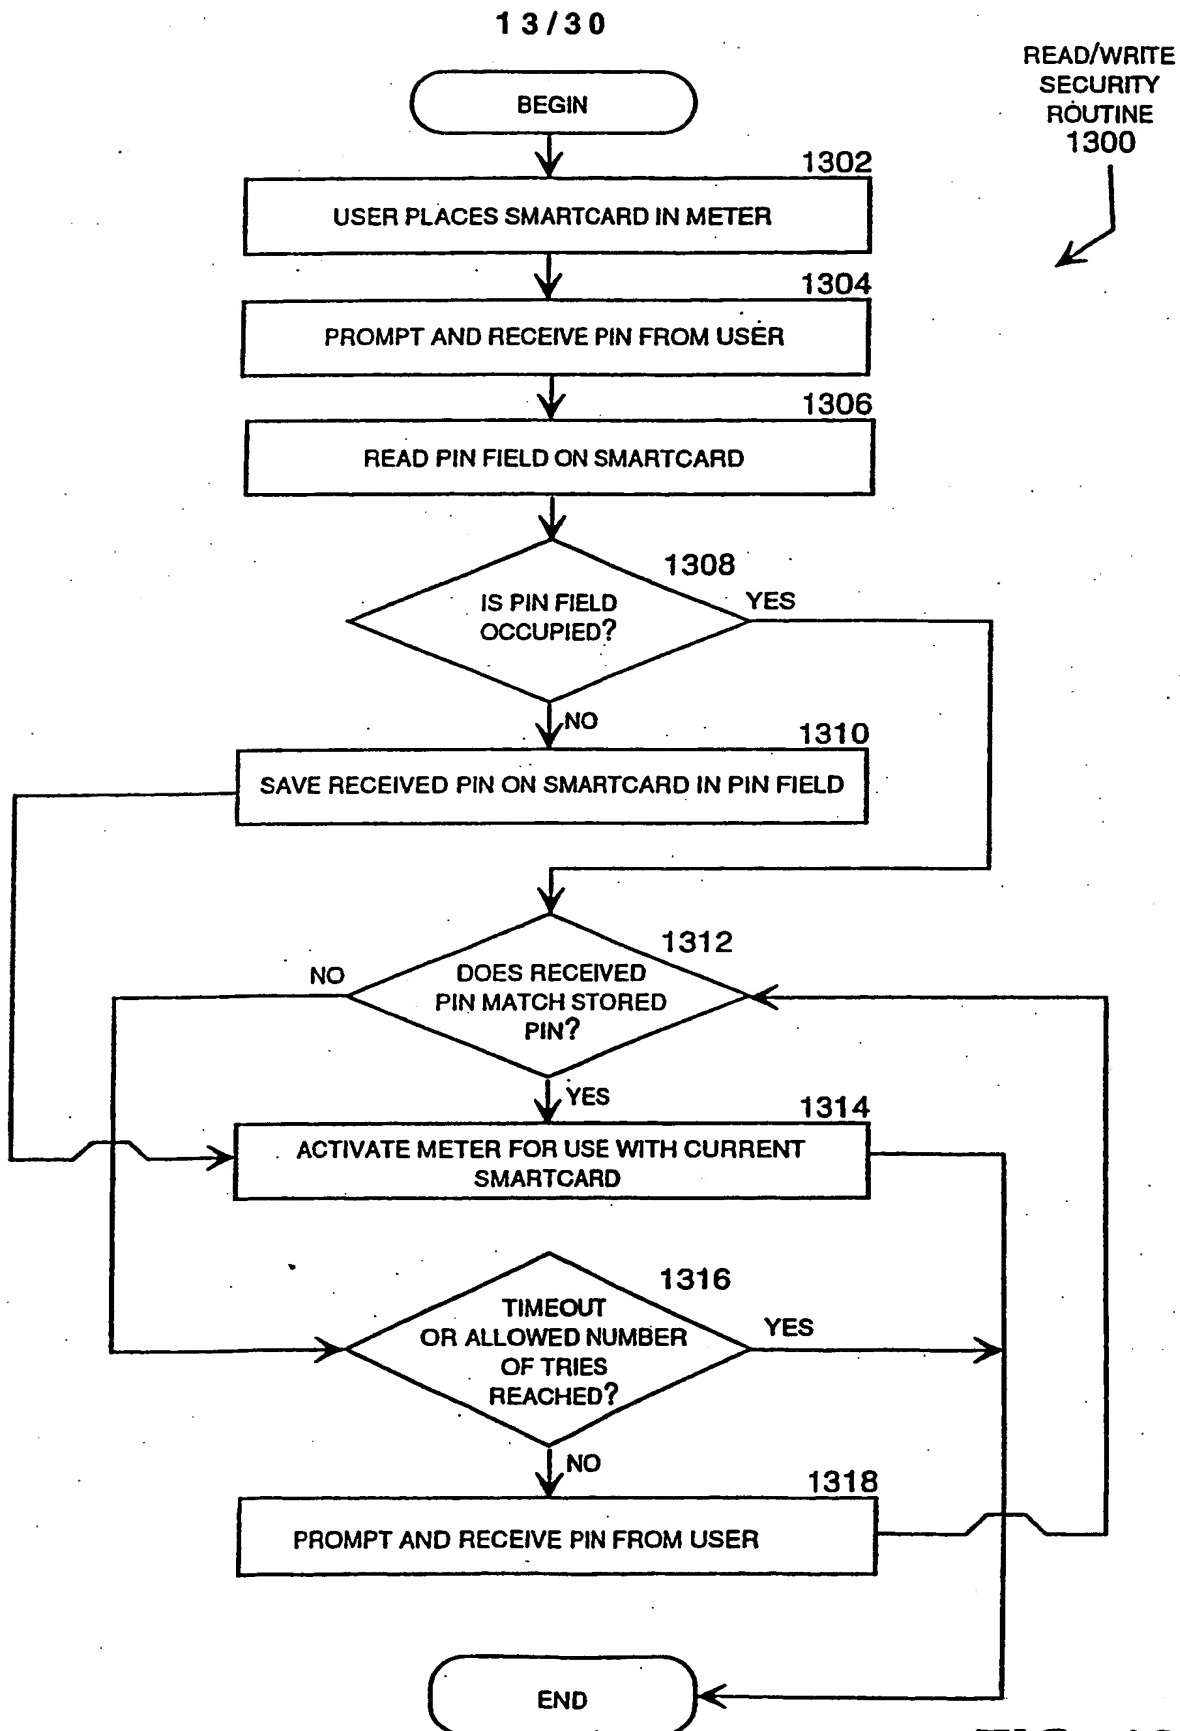 13/30
READ/WRITE
SECURITY
ROUTINE
1300
BEGIN
1302
USER PLACES SMARTCARD IN METER
1304
PROMPT AND RECEIVE PIN FROM USER
1306
READ PIN FIELD ON SMARTCARD
1308
IS PIN FIELD
OCCUPIED?
YES
NO
1310
SAVE RECEIVED PIN ON SMARTCARD IN PIN FIELD
1312
DOES RECEIVED
PIN MATCH STORED
PIN?
NO
YES
1314
ACTIVATE METER FOR USE WITH CURRENT
SMARTCARD
1316
TIMEOUT
OR ALLOWED NUMBER
OF TRIES
REACHED?
YES
NO
1318
PROMPT AND RECEIVE PIN FROM USER
END